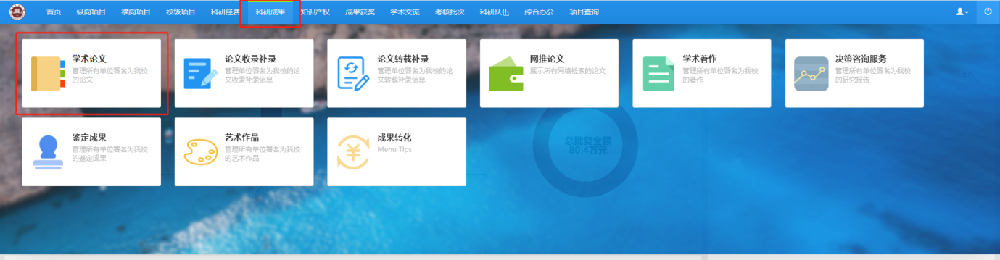 首页 纵向项目 横向项目 校级项目 科研经费 科研成果 知识产权 成果获奖 学术交流 考核批次 科研队伍 综合办公 项目查询
学术论文
管理所有单位署名为我校
的论文
论文收录补录
管理单位署名为我校的论
文收录补录信息
论文转载补录
管理单位署名为我校的论
文转载补录信息
网推论文
展示所有网络检索的论文
学术著作
管理所有单位署名为我校
的著作
决策咨询服务
管理所有单位署名为我校
的研究报告
鉴定成果
管理所有单位署名为我校
的鉴定成果
艺术作品
管理所有单位署名为我校
的艺术作品
成果转化
Menu Tips
总批复金额
80.4万元